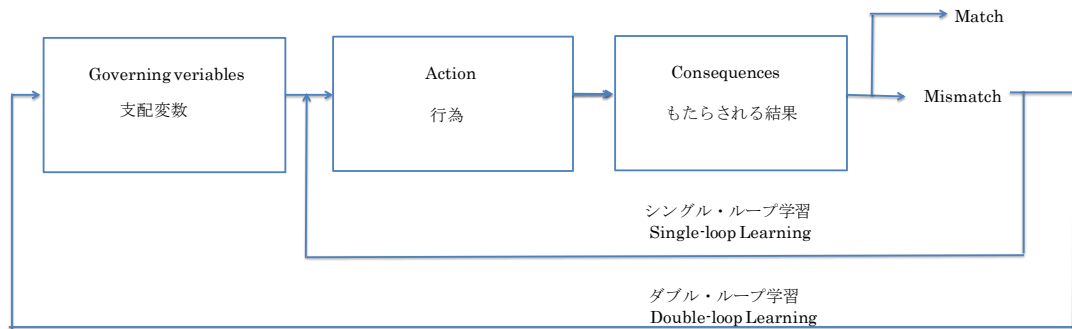 Match
Governing veriables
支配変数
Action
行為
Consequences
もたらされる結果
Mismatch
シングル・ループ学習
Single-loop Learning
ダブル・ループ学習
Double-loop Learning